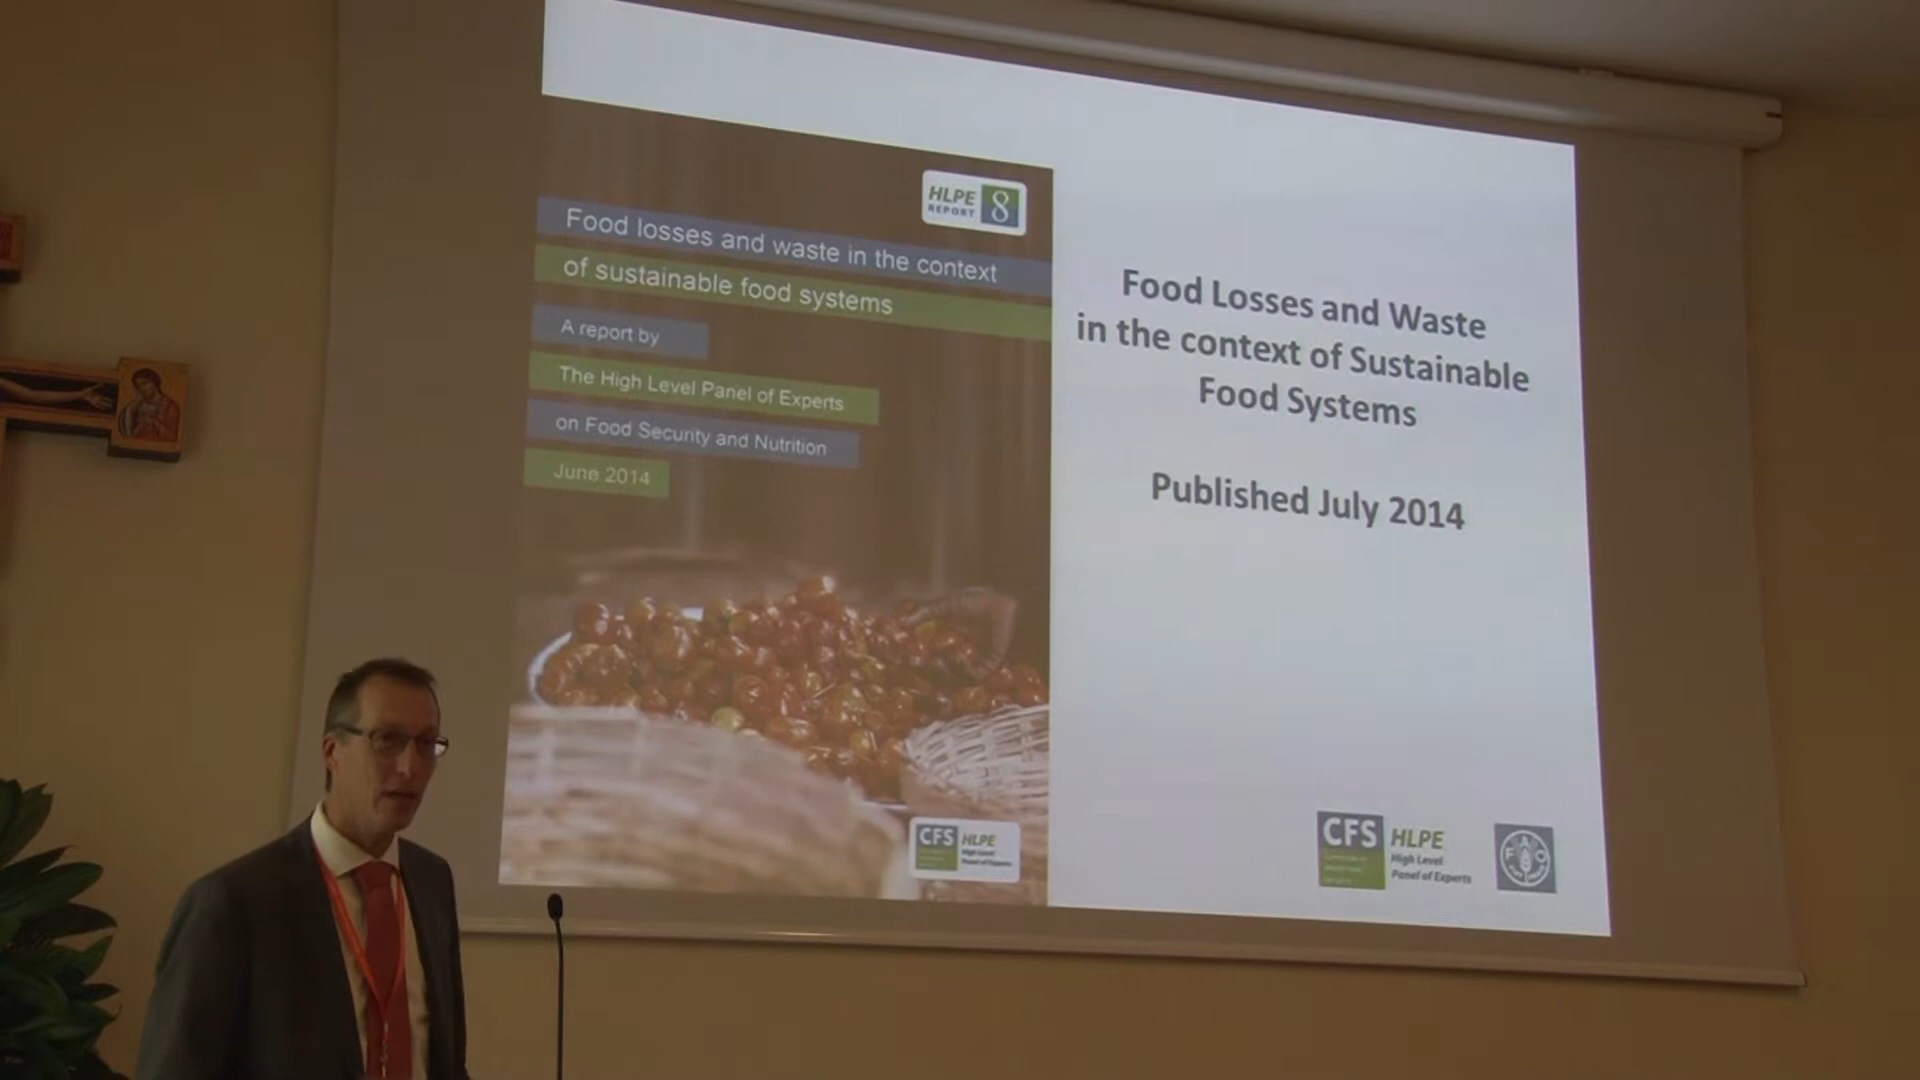 HLPE
REPORT 8
Food losses and waste in the context
of sustainable food systems
A report by
The High Level Panel of Experts
on Food Security and Nutrition
June 2014
CFS HLPE
High Level
Panel of Experts
Food Losses and Waste
in the context of Sustainable
Food Systems
Published July 2014
CFS HLPE
High Level
Panel of Experts
FAO